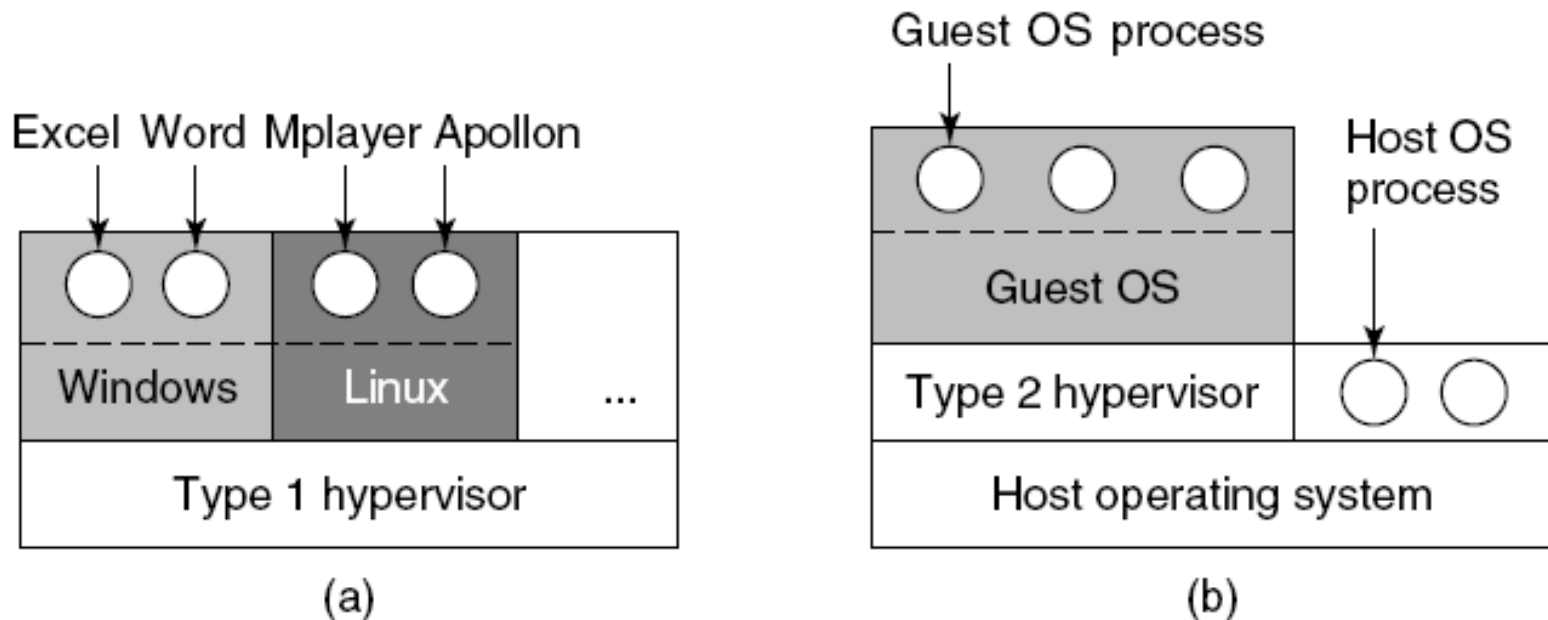 Excel Word Mplayer Apollon
Windows
Linux
...
Type 1 hypervisor
(a)
Guest OS process
Host OS
process
Guest OS
Type 2 hypervisor
Host operating system
(b)